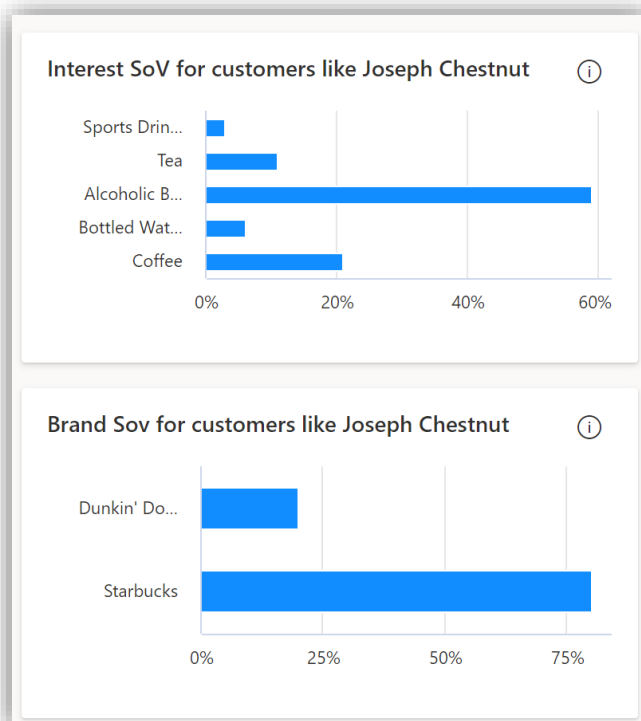 Interest SoV for customers like Joseph Chestnut
Sports Drin...
Tea
Alcoholic B...
Bottled Wat...
Coffee
0% 20% 40% 60%
Brand Sov for customers like Joseph Chestnut
Dunkin' Do...
Starbucks
0% 25% 50% 75%